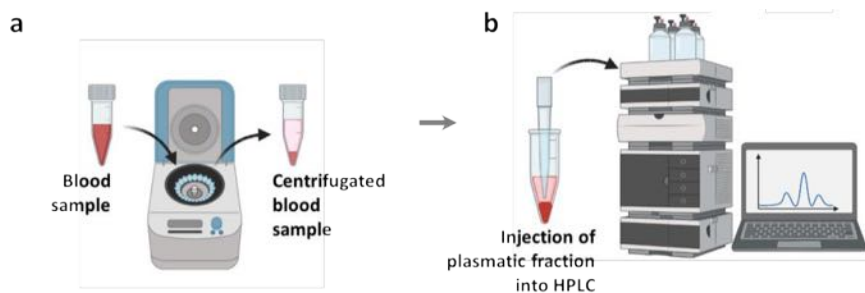 a
Blood
sample
Centrifugated
blood
sample
b
Injection of
plasmatic fraction
into HPLC